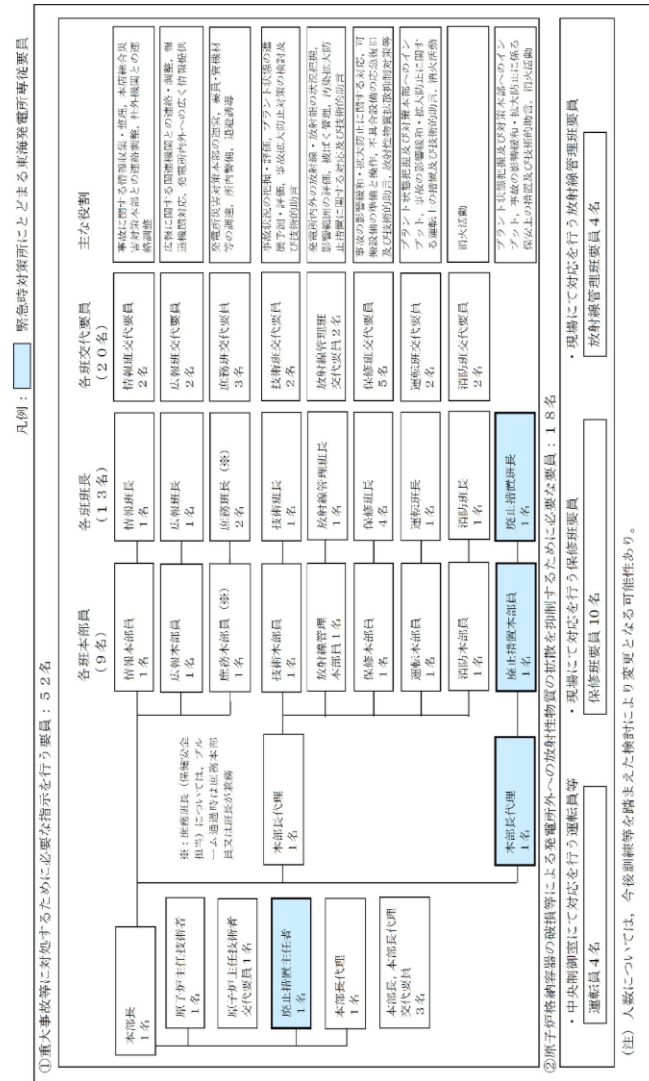 凡例：
緊急時対策所にとどまる東海発電所専従要員
①重大事故等に対処するために必要な指示を行う要員：５２名
本部長
1名
原子炉主任技術者
1名
原子炉主任技術者
交代要員1名
廃止措置主任者
1名
本部長代理
1名
本部長，本部長代理
交代要員
3名
※：庶務班長（保健安全
担当）については，プル
ーム通過時は庶務本部
員又は班長が兼務
本部長代理
1名
本部長代理
1名
各班本部員
(9名)
情報本部員
1名
広報本部員
1名
庶務本部員（※）
1名
技術本部員
1名
放射線管理
本部員1名
保修本部員
1名
運転本部員
1名
消防本部員
1名
廃止措置本部員
1名
各班班長
(13名)
情報班長
1名
広報班長
1名
庶務班長（※）
2名
技術班長
1名
放射線管理班長
1名
保修班長
4名
運転班長
1名
消防班長
1名
廃止措置班長
1名
各班交代要員
(20名)
情報班交代要員
2名
広報班交代要員
2名
庶務班交代要員
3名
技術班交代要員
2名
放射線管理班
交代要員2名
保修班交代要員
5名
運転班交代要員
2名
消防班交代要員
2名
主な役割
事故に関する情報収集・整理，本店総合災
害対策本部との連絡調整，社外機関との連
絡調整
広報に関する関連機関との連絡・調整，報
道機関対応，発電所内外への広く情報提供
発電所災害対策本部の運営，要員・資機材
等の調達，所内警備，退避誘導
事故状況の把握・評価，プラント状態の進
展予測・評価，事故拡大防止対策の検討及
び技術的助言
発電所内外の放射線・放射能の状況把握，
影響範囲の評価，被ばく管理，汚染拡大防
止措置に関する対応及び技術的助言
事故の影響緩和・拡大防止に関する対応，可
搬設備の準備と操作，不具合設備の応急復旧
及び技術的助言，放射性物質拡散抑制対策等
プラント状態把握及び対策本部へのイン
プット，事故の影響緩和・拡大防止に関す
る運転上の措置及び技術的助言，消火活動
消火活動
プラント状態把握及び対策本部へのイン
プット，事故の影響緩和・拡大防止に係る
保安上の措置及び技術的助言，消火活動
②原子炉格納容器の破損等による発電所外への放射性物質の拡散を抑制するために必要な要員：１８名
・中央制御室にて対応を行う運転員等
運転員 4名
・現場にて対応を行う保修班要員
保修班要員 10名
・現場にて対応を行う放射線管理班要員
放射線管理班要員 4名
(注) 人数については，今後訓練等を踏まえた検討により変更となる可能性あり。